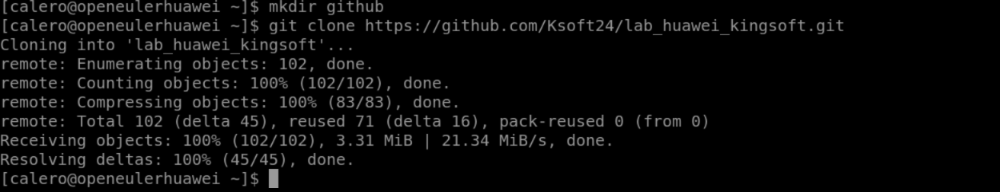 [calero@openeulerhuawei ~]$ mkdir github
[calero@openeulerhuawei ~]$ git clone https://github.com/Ksoft24/lab_huawei_kingsoft.git
Cloning into 'lab_huawei_kingsoft'...
remote: Enumerating objects: 102, done.
remote: Counting objects: 100% (102/102), done.
remote: Compressing objects: 100% (83/83), done.
remote: Total 102 (delta 45), reused 71 (delta 16), pack-reused 0 (from 0)
Receiving objects: 100% (102/102), 3.31 MiB | 21.34 MiB/s, done.
Resolving deltas: 100% (45/45), done.
[calero@openeulerhuawei ~]$